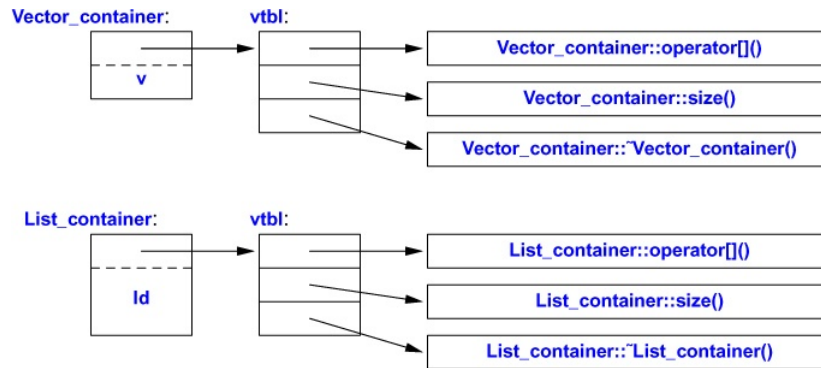 Vector_container: vtbl:
Vector_container::operator[]()
v
Vector_container::size()
Vector_container::~Vector_container()
List_container: vtbl:
List_container::operator[]()
ld
List_container::size()
List_container::~List_container()